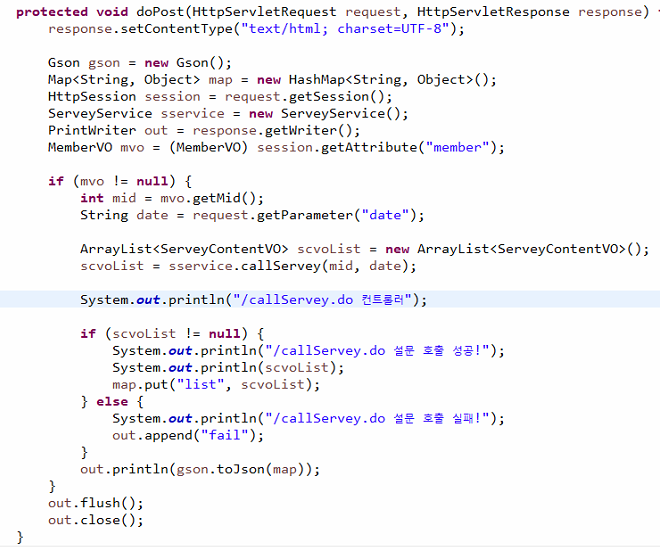 protected void doPost(HttpServletRequest request, HttpServletResponse response)
response.setContentType("text/html; charset=UTF-8");
Gson gson = new Gson();
Map<String, Object> map = new HashMap<String, Object>();
HttpSession session = request.getSession();
ServeyService sservice = new ServeyService();
PrintWriter out = response.getWriter();
MemberVO mvo = (MemberVO) session.getAttribute("member");
if (mvo != null) {
int mid = mvo.getMid();
String date = request.getParameter("date");
ArrayList<ServeyContentVO> scvoList = new ArrayList<ServeyContentVO>();
scvoList = sservice.callServey(mid, date);
System.out.println("/callServey.do 컨트롤러");
if (scvoList != null) {
System.out.println("/callServey.do 설문 호출 성공!");
System.out.println(scvoList);
map.put("list", scvoList);
} else {
System.out.println("/callServey.do 설문 호출 실패!");
out.append("fail");
}
out.println(gson.toJson(map));
}
out.flush();
out.close();
}